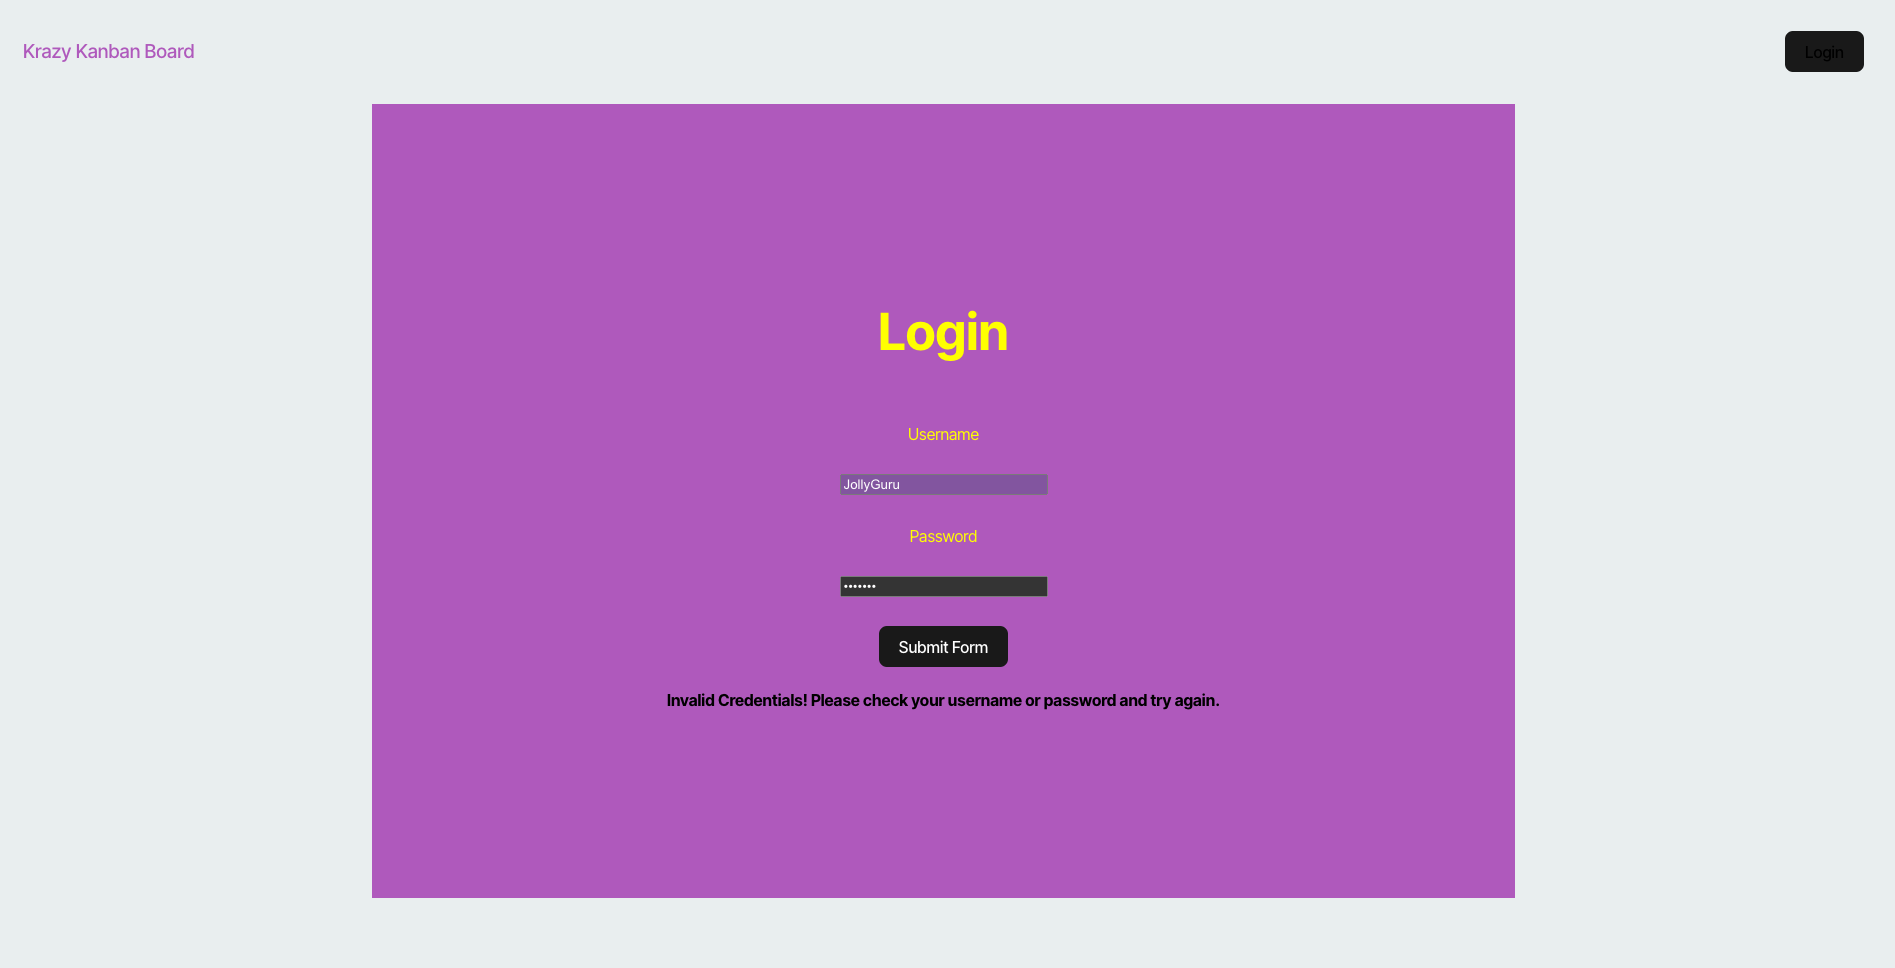 Krazy Kanban Board
Login
Login
Username
JollyGuru
Password
•••••••
Submit Form
Invalid Credentials! Please check your username or password and try again.